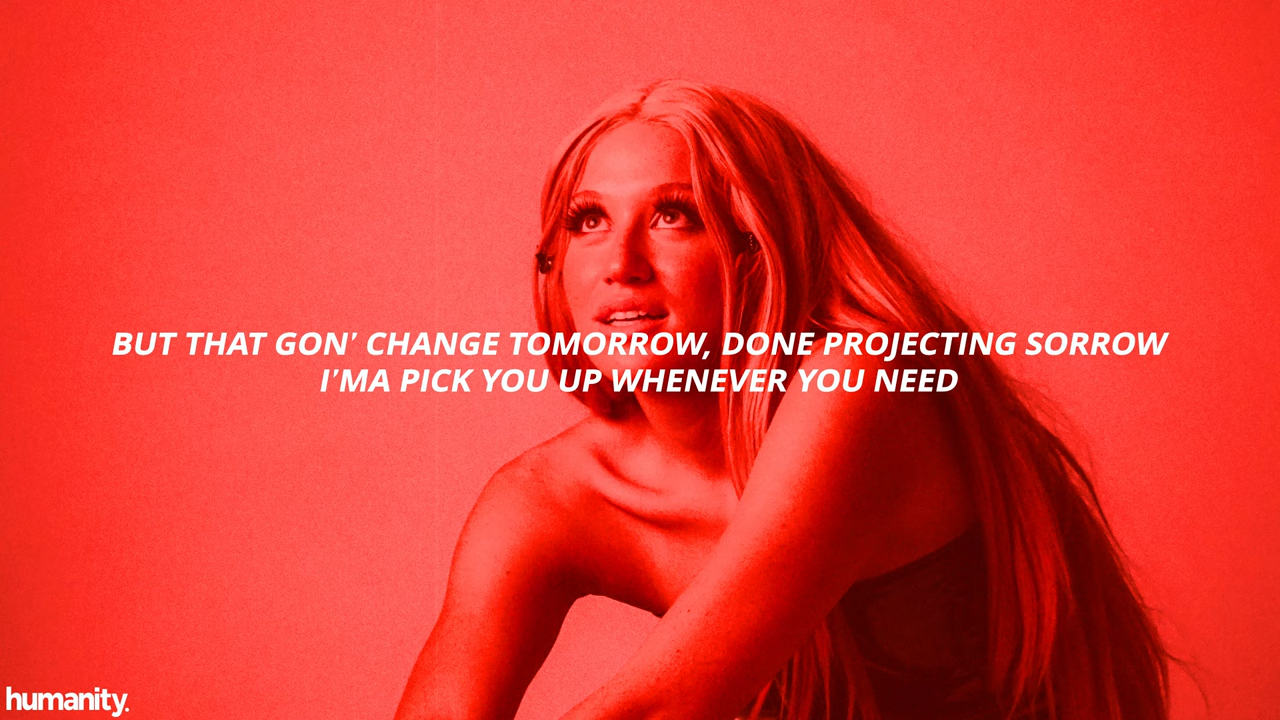 BUT THAT GON' CHANGE TOMORROW, DONE PROJECTING SORROW
I'MA PICK YOU UP WHENEVER YOU NEED
humanity.